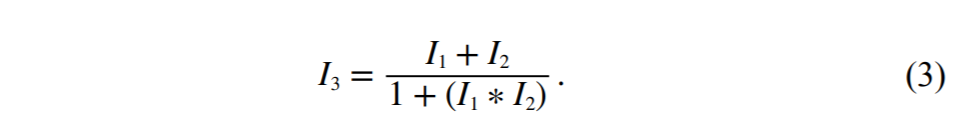 I₃ = (I₁ + I₂) / (1 + (I₁ * I₂)) . (3)